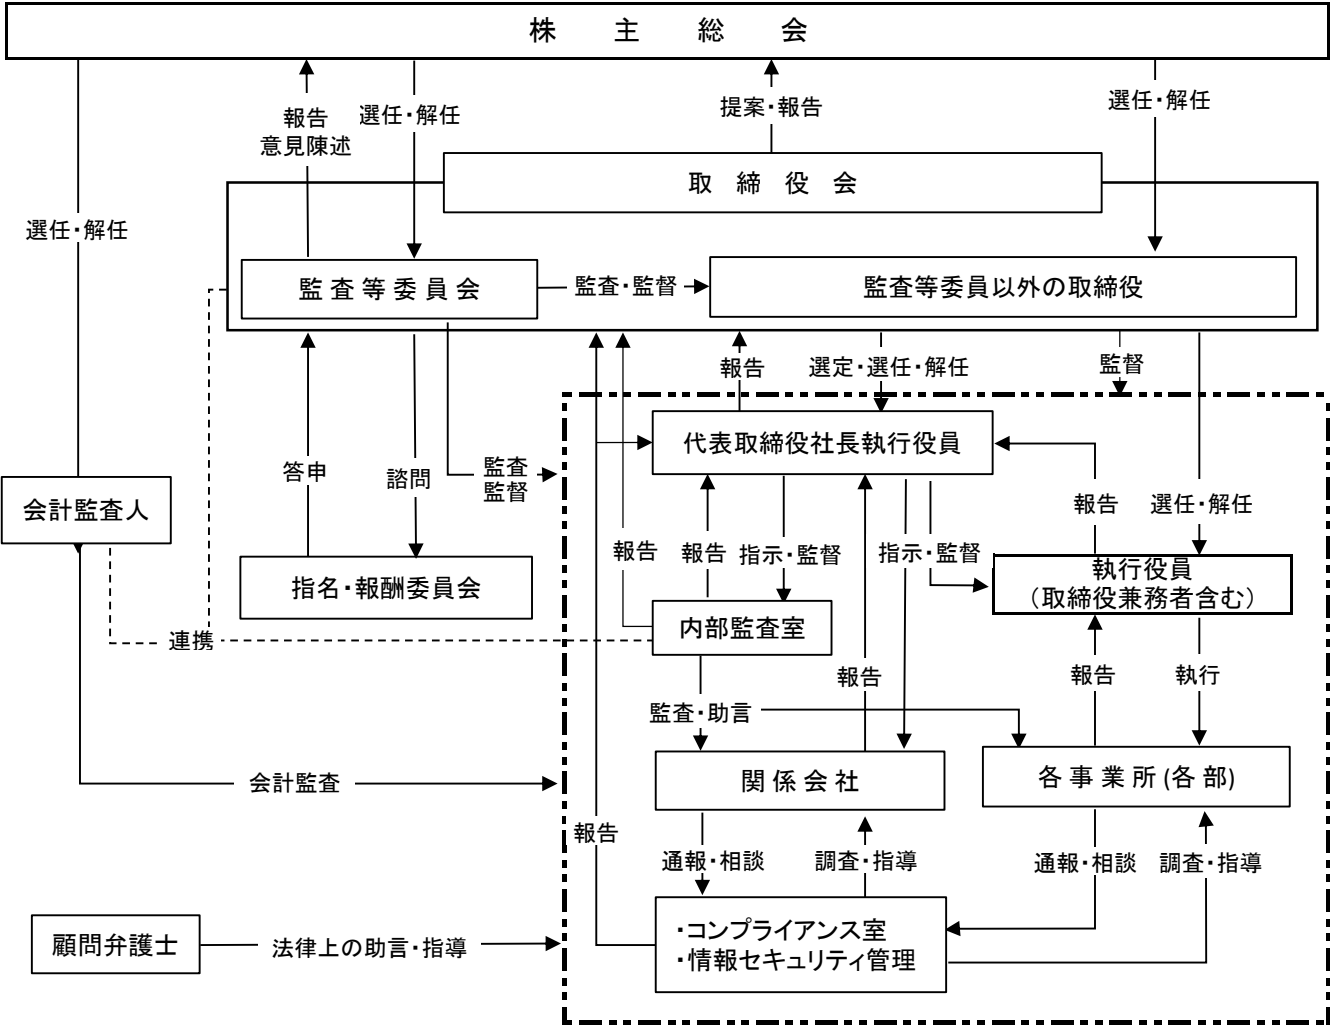 株 主 総 会
報告
意見陳述
選任・解任
提案・報告
選任・解任
取 締 役 会
選任・解任
監 査 等 委 員 会
監査・監督
監査等委員以外の取締役
報告
選定・選任・解任
監督
代表取締役社長執行役員
答申
諮問
監査
監督
会計監査人
報告
選任・解任
報告
報告
指示・監督
指示・監督
執行役員
（取締役兼務者含む）
指名・報酬委員会
内部監査室
連携
報告
報告
執行
監査・助言
関 係 会 社
各 事 業 所 (各 部)
会計監査
報告
通報・相談
調査・指導
通報・相談
調査・指導
顧問弁護士
法律上の助言・指導
・コンプライアンス室
・情報セキュリティ管理